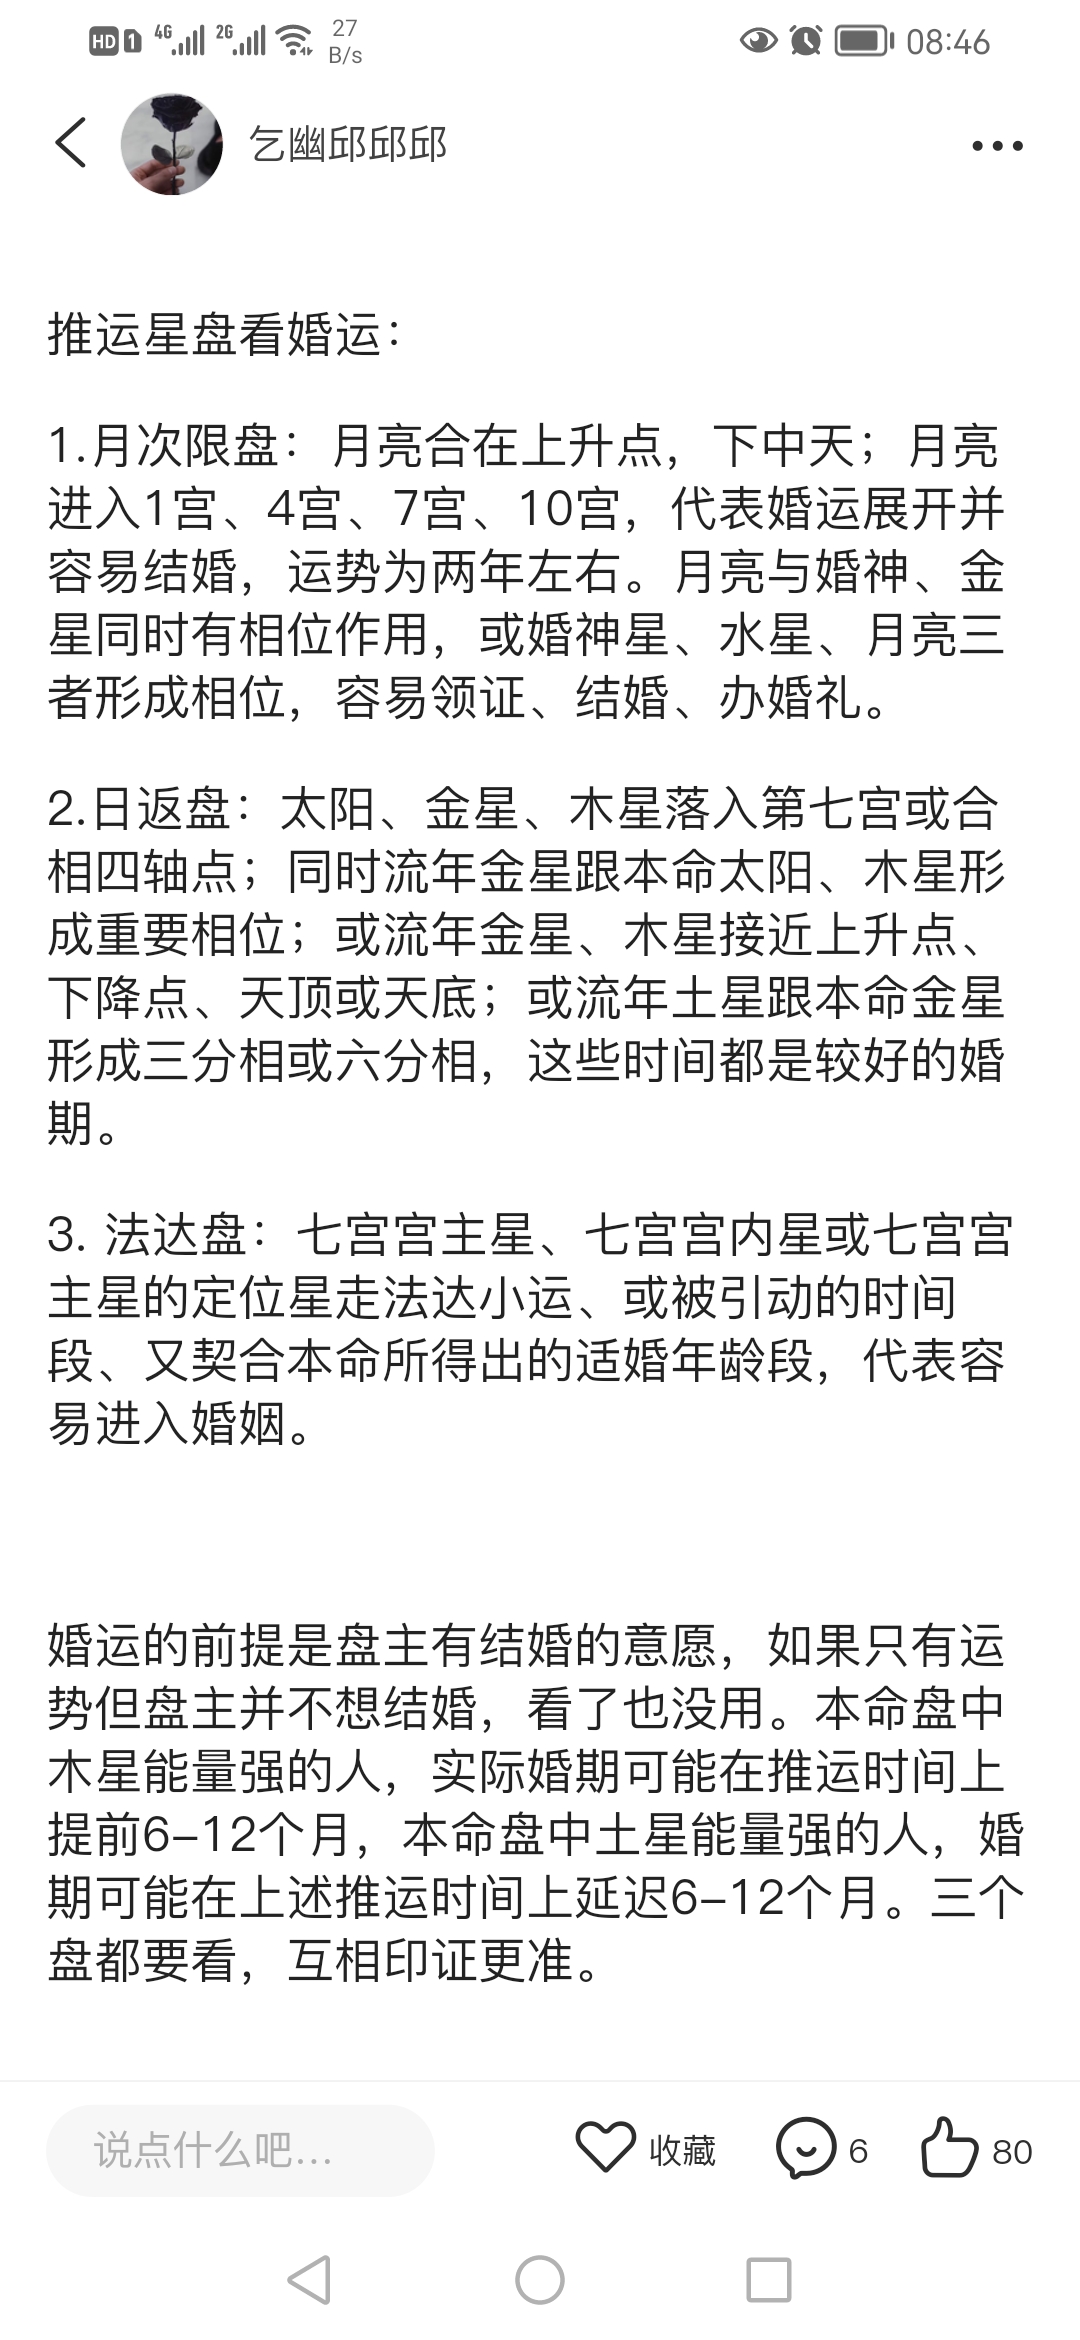 HD 1 4G 2G 27 B/s 08:46
乞幽邱邱邱
推运星盘看婚运：
1.月次限盘：月亮合在上升点，下中天；月亮
进入1宫、4宫、7宫、10宫，代表婚运展开并
容易结婚，运势为两年左右。月亮与婚神、金
星同时有相位作用，或婚神星、水星、月亮三
者形成相位，容易领证、结婚、办婚礼。
2.日返盘：太阳、金星、木星落入第七宫或合
相四轴点；同时流年金星跟本命太阳、木星形
成重要相位；或流年金星、木星接近上升点、
下降点、天顶或天底；或流年土星跟本命金星
形成三分相或六分相，这些时间都是较好的婚
期。
3. 法达盘：七宫宫主星、七宫宫内星或七宫宫
主星的定位星走法达小运、或被引动的时间
段、又契合本命所得出的适婚年龄段，代表容
易进入婚姻。
婚运的前提是盘主有结婚的意愿，如果只有运
势但盘主并不想结婚，看了也没用。本命盘中
木星能量强的人，实际婚期可能在推运时间上
提前6–12个月，本命盘中土星能量强的人，婚
期可能在上述推运时间上延迟6–12个月。三个
盘都要看，互相印证更准。
说点什么吧... 收藏 6 80